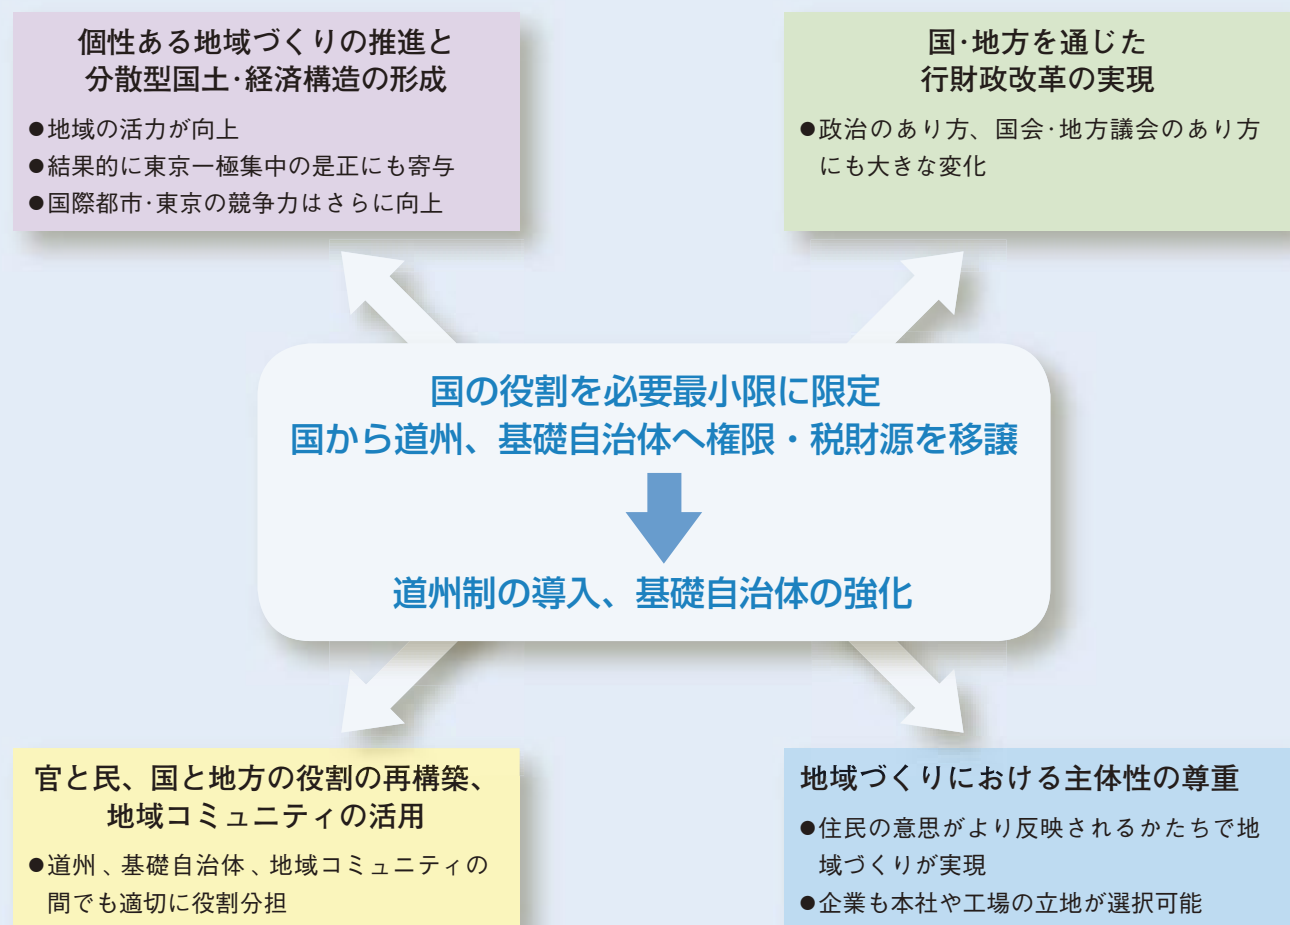 個性ある地域づくりの推進と
分散型国土･経済構造の形成
●地域の活力が向上
●結果的に東京一極集中の是正にも寄与
●国際都市･東京の競争力はさらに向上
国･地方を通じた
行財政改革の実現
●政治のあり方、国会･地方議会のあり方
にも大きな変化
国の役割を必要最小限に限定
国から道州、基礎自治体へ権限・税財源を移譲
道州制の導入、基礎自治体の強化
官と民、国と地方の役割の再構築、
地域コミュニティの活用
●道州、基礎自治体、地域コミュニティの
間でも適切に役割分担
地域づくりにおける主体性の尊重
●住民の意思がより反映されるかたちで地
域づくりが実現
●企業も本社や工場の立地が選択可能